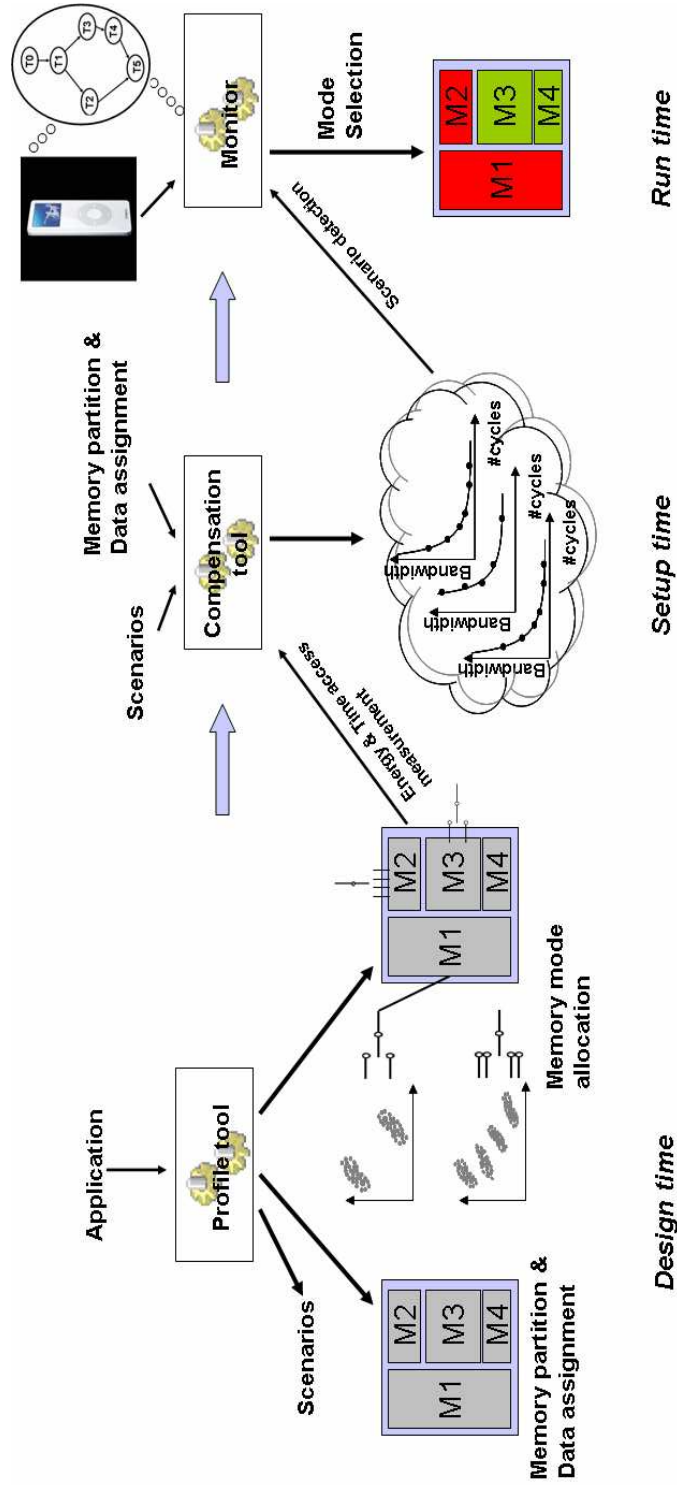 Application
Profile tool
Scenarios
M1
M2
M3
M4
Memory partition &
Data assignment
Memory mode
allocation
M1
M2
M3
M4
Design time
Energy & Time access
measurement
Scenarios
Memory partition &
Data assignment
Compensation
tool
Bandwidth
#cycles
Bandwidth
#cycles
Bandwidth
#cycles
Setup time
Scenario detection
T0
T1
T2
T3
T4
T5
Monitor
Mode
Selection
M1
M2
M3
M4
Run time